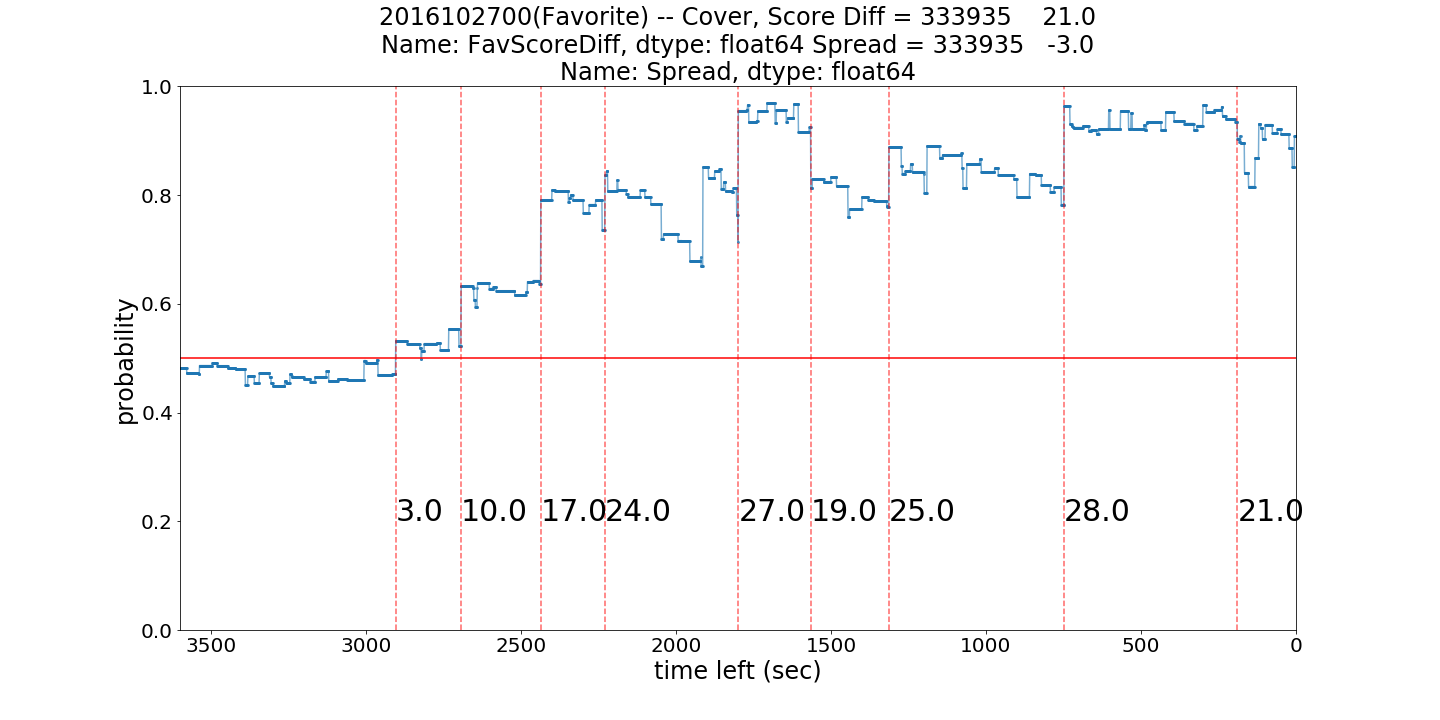 2016102700(Favorite) -- Cover, Score Diff = 333935    21.0
Name: FavScoreDiff, dtype: float64 Spread = 333935   -3.0
Name: Spread, dtype: float64
1.0
0.8
0.6
0.4
0.2
0.0
probability
3.0 10.0 17.0 24.0 27.0 19.0 25.0 28.0 21.0
3500 3000 2500 2000 1500 1000 500 0
time left (sec)